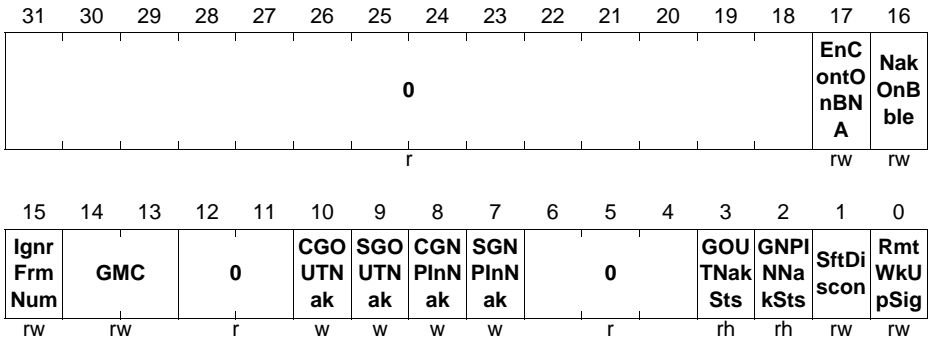 31 30 29 28 27 26 25 24 23 22 21 20 19 18 17 16
0 EnC Nak
ontO OnB
nBN ble
A
r rw rw
15 14 13 12 11 10 9 8 7 6 5 4 3 2 1 0
Ignr GMC 0 CGO SGO CGN SGN 0 GOU GNPI SftDi Rmt
Frm UTN UTN PInN PInN TNak NNa scon WkU
Num ak ak ak ak Sts kSts pSig
rw rw r w w w w r rh rh rw rw